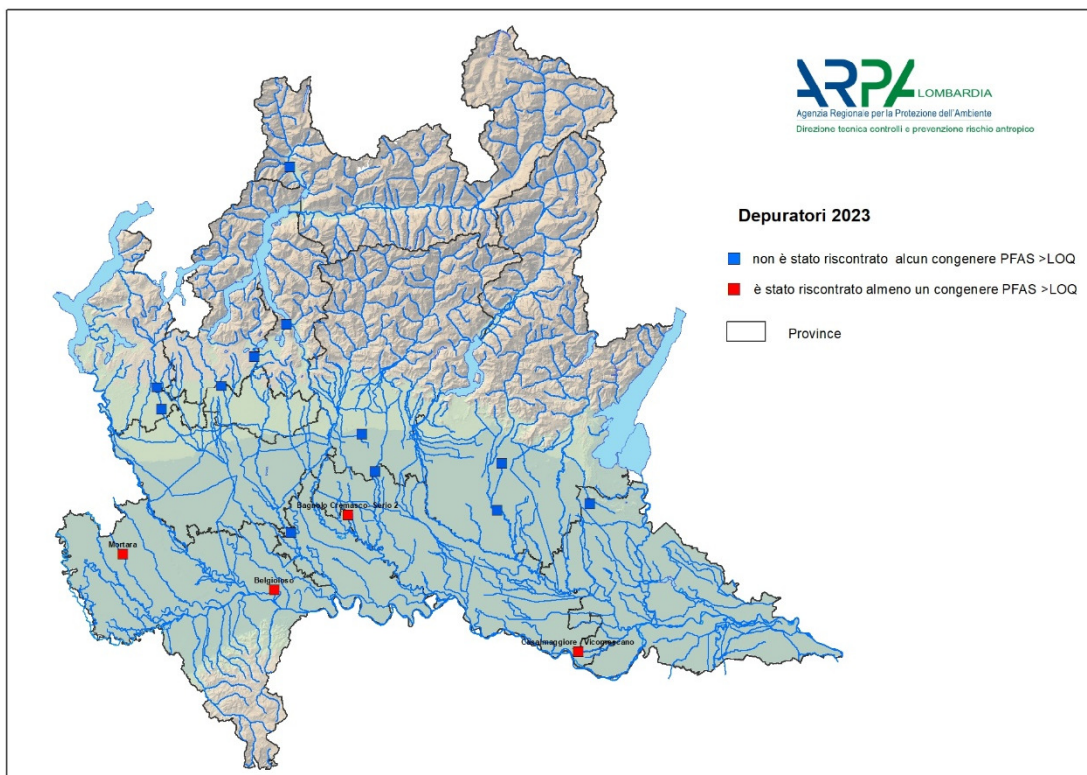 ARPA LOMBARDIA
Agenzia Regionale per la Protezione dell'Ambiente
Direzione tecnica controlli e prevenzione rischio antropico
Depuratori 2023
non è stato riscontrato alcun congenere PFAS >LOQ
è stato riscontrato almeno un congenere PFAS >LOQ
Province
Bagnolo Cremasco- Serio 2
Mortara
Belgioioso
Casalmaggiore / Vicomoscano